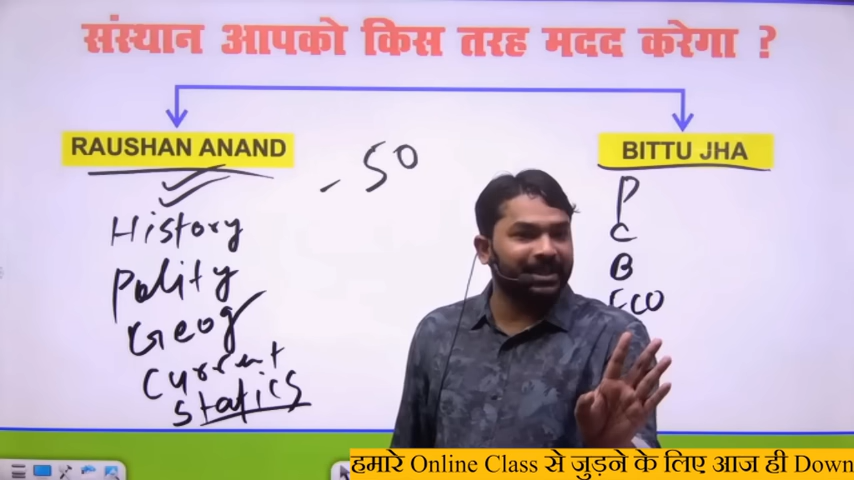 संस्थान आपको किस तरह मदद करेगा ?
RAUSHAN ANAND
BITTU JHA
- 50
History
Polity
Geog
Current
Statics
P
C
B
हमारे Online Class से जुड़ने के लिए आज ही Down